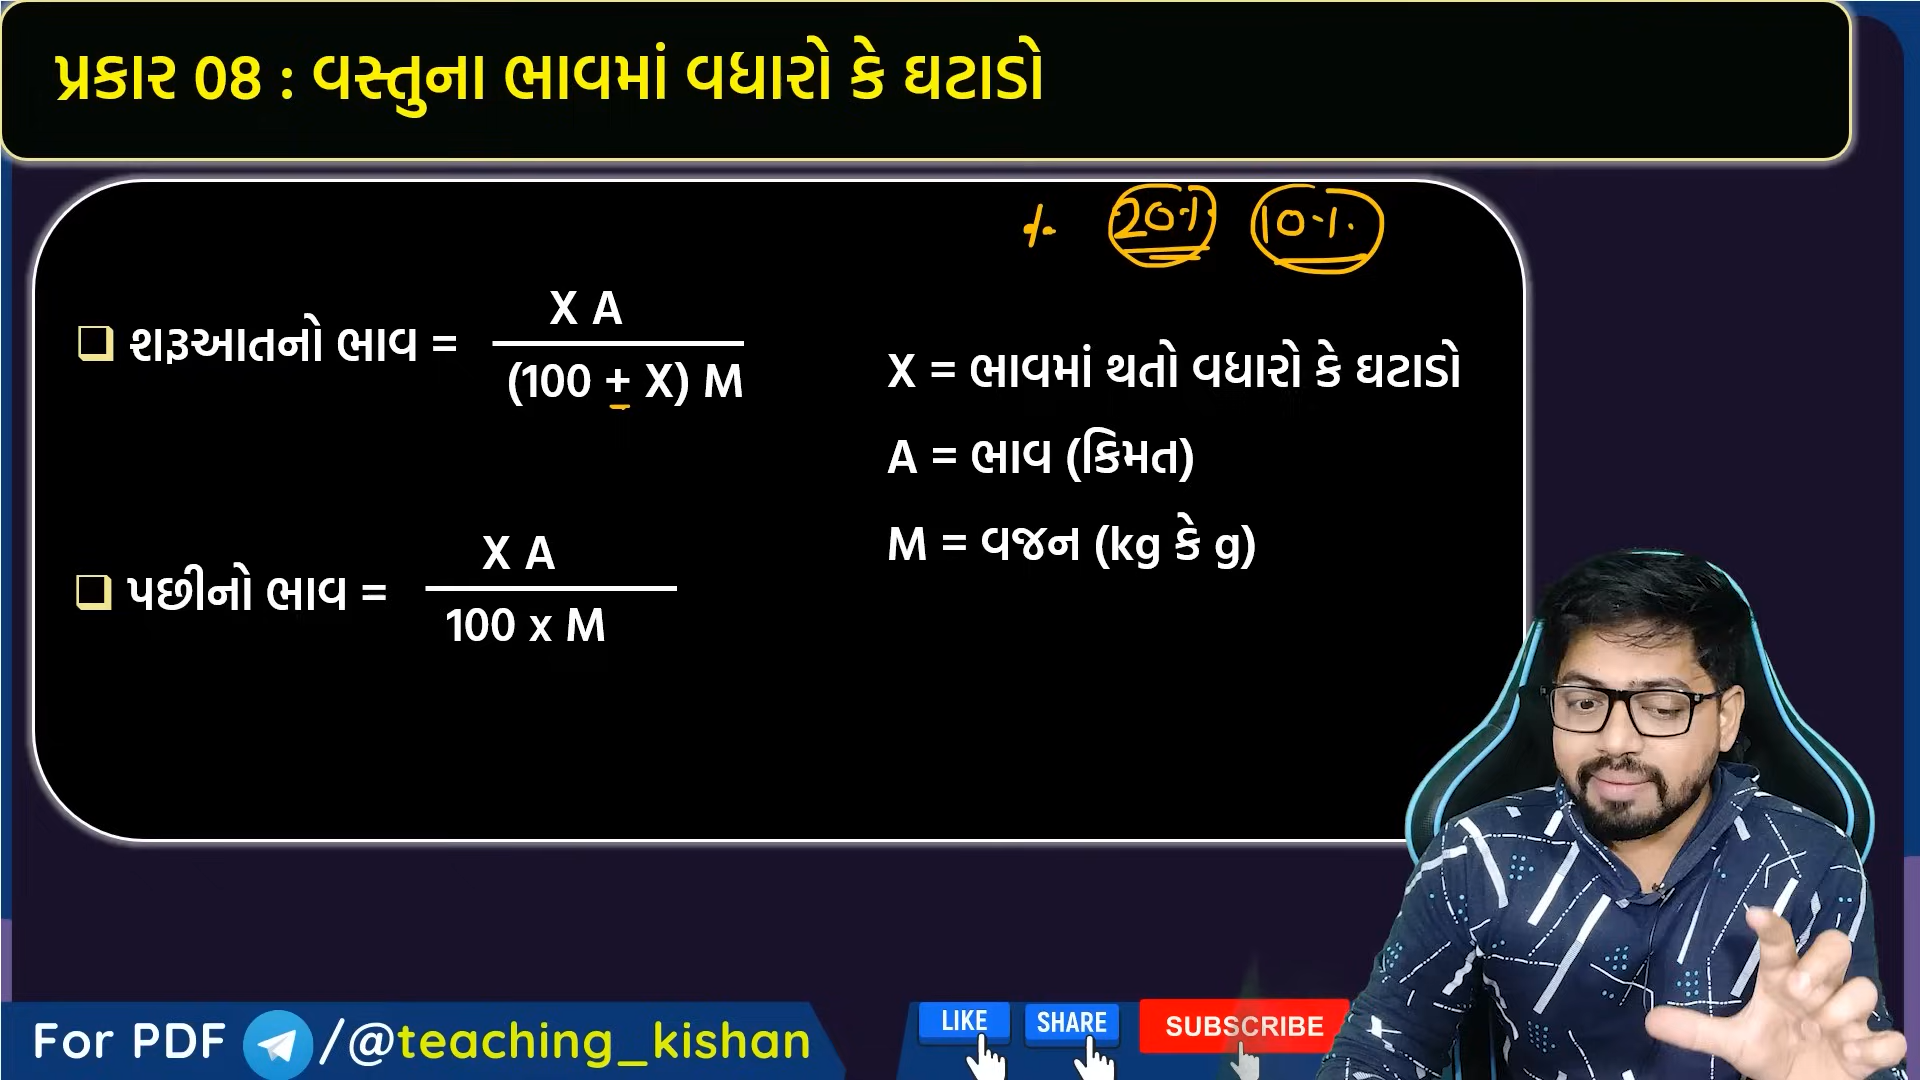 પ્રકાર 08 : વસ્તુના ભાવમાં વધારો કે ઘટાડો
20% 10%
❑ શરૂઆતનો ભાવ = X A
(100 ± X) M
X = ભાવમાં થતો વધારો કે ઘટાડો
A = ભાવ (કિંમત)
M = વજન (kg કે g)
❑ પછીનો ભાવ = X A
100 x M
For PDF /@teaching_kishan
LIKE SHARE SUBSCRIBE